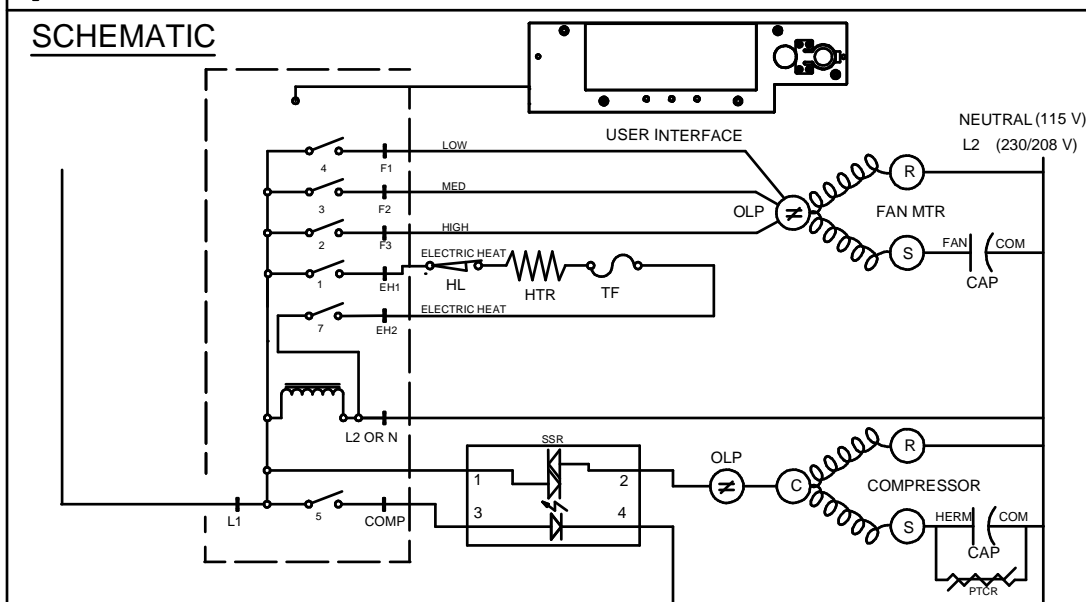 SCHEMATIC
NEUTRAL (115 V)
L2 (230/208 V)
USER INTERFACE
LOW
4
F1
MED
3
F2
HIGH
2
F3
OLP
R
FAN MTR
S
FAN
COM
CAP
ELECTRIC HEAT
1
EH1
HL
HTR
TF
ELECTRIC HEAT
7
EH2
L2 OR N
SSR
1
2
3
4
OLP
C
R
COMPRESSOR
S
HERM
COM
CAP
PTCR
L1
5
COMP